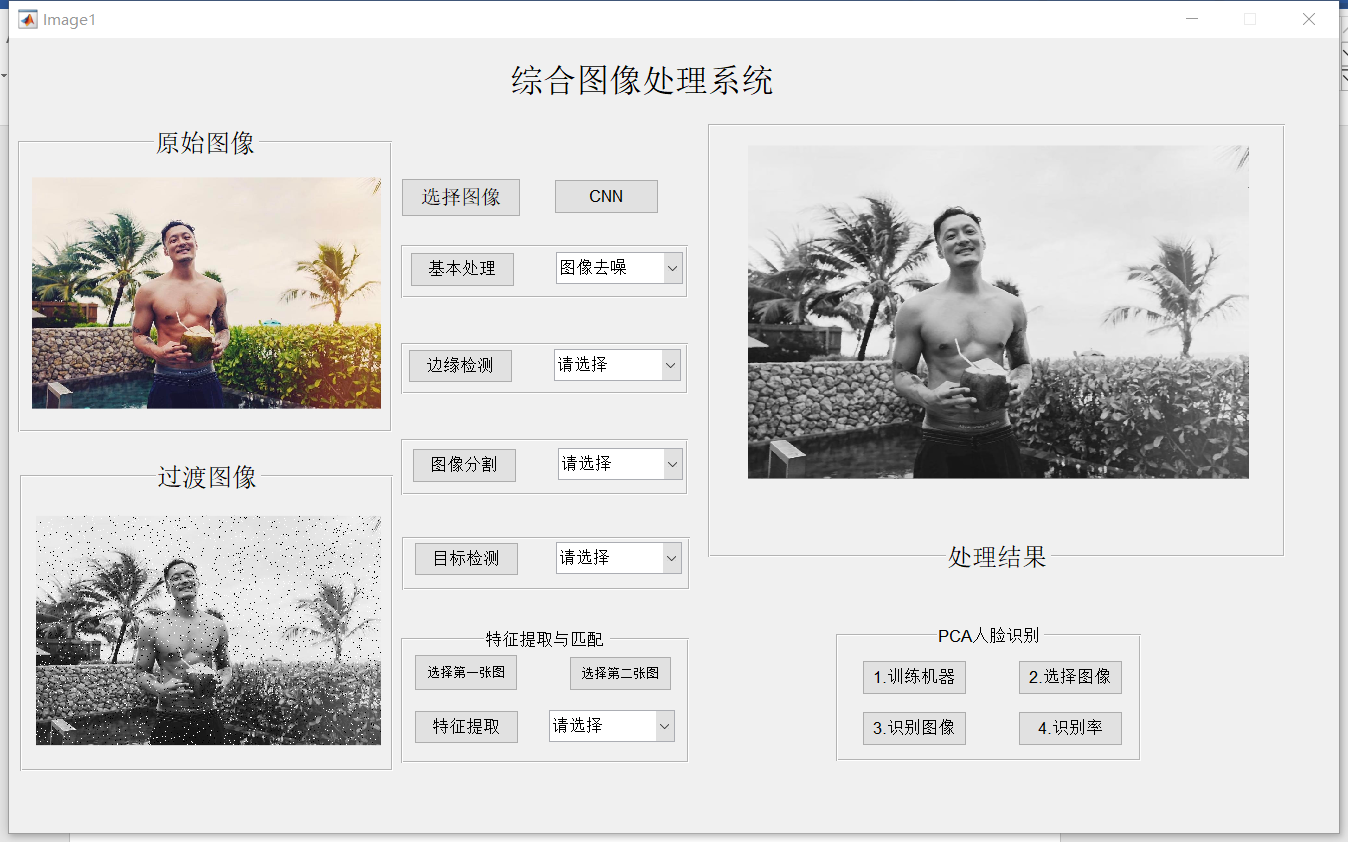 Image1
综合图像处理系统
原始图像
选择图像
CNN
基本处理
图像去噪
边缘检测
请选择
图像分割
请选择
过渡图像
目标检测
请选择
处理结果
特征提取与匹配
选择第一张图
选择第二张图
特征提取
请选择
PCA人脸识别
1.训练机器
2.选择图像
3.识别图像
4.识别率